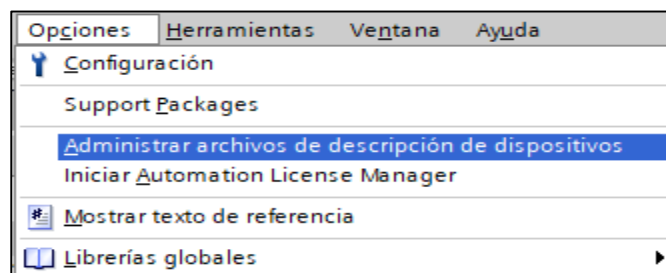 Opciones Herramientas Ventana Ayuda
Configuración
Support Packages
Administrar archivos de descripción de dispositivos
Iniciar Automation License Manager
Mostrar texto de referencia
Librerías globales